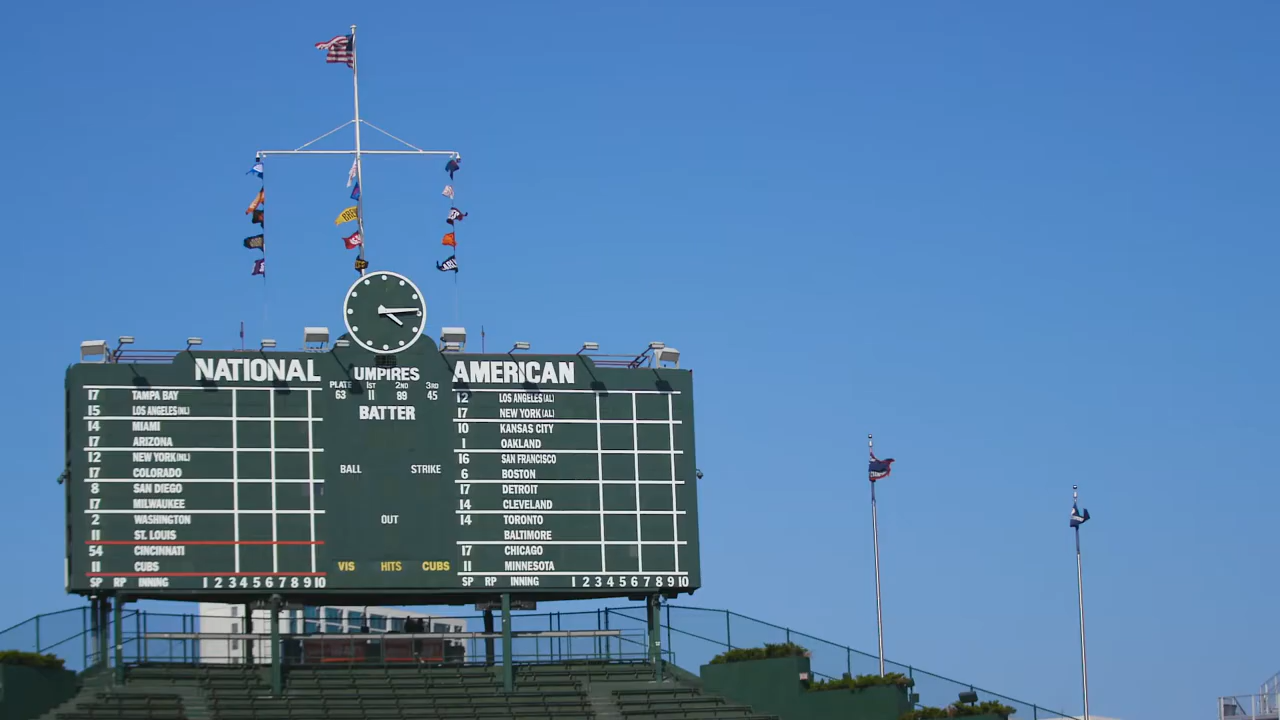 NATIONAL
17 TAMPA BAY
15 LOS ANGELES (NL)
14 MIAMI
17 ARIZONA
12 NEW YORK (NL)
17 COLORADO
8 SAN DIEGO
17 MILWAUKEE
2 WASHINGTON
11 ST. LOUIS
54 CINCINNATI
11 CUBS
SP RP INNING 1 2 3 4 5 6 7 8 9 10
UMPIRES
PLATE 1ST 2ND 3RD
63 11 89 45
BATTER
BALL STRIKE
OUT
VIS HITS CUBS
AMERICAN
12 LOS ANGELES (AL)
17 NEW YORK (AL)
10 KANSAS CITY
1 OAKLAND
16 SAN FRANCISCO
6 BOSTON
17 DETROIT
14 CLEVELAND
14 TORONTO
BALTIMORE
17 CHICAGO
11 MINNESOTA
SP RP INNING 1 2 3 4 5 6 7 8 9 10